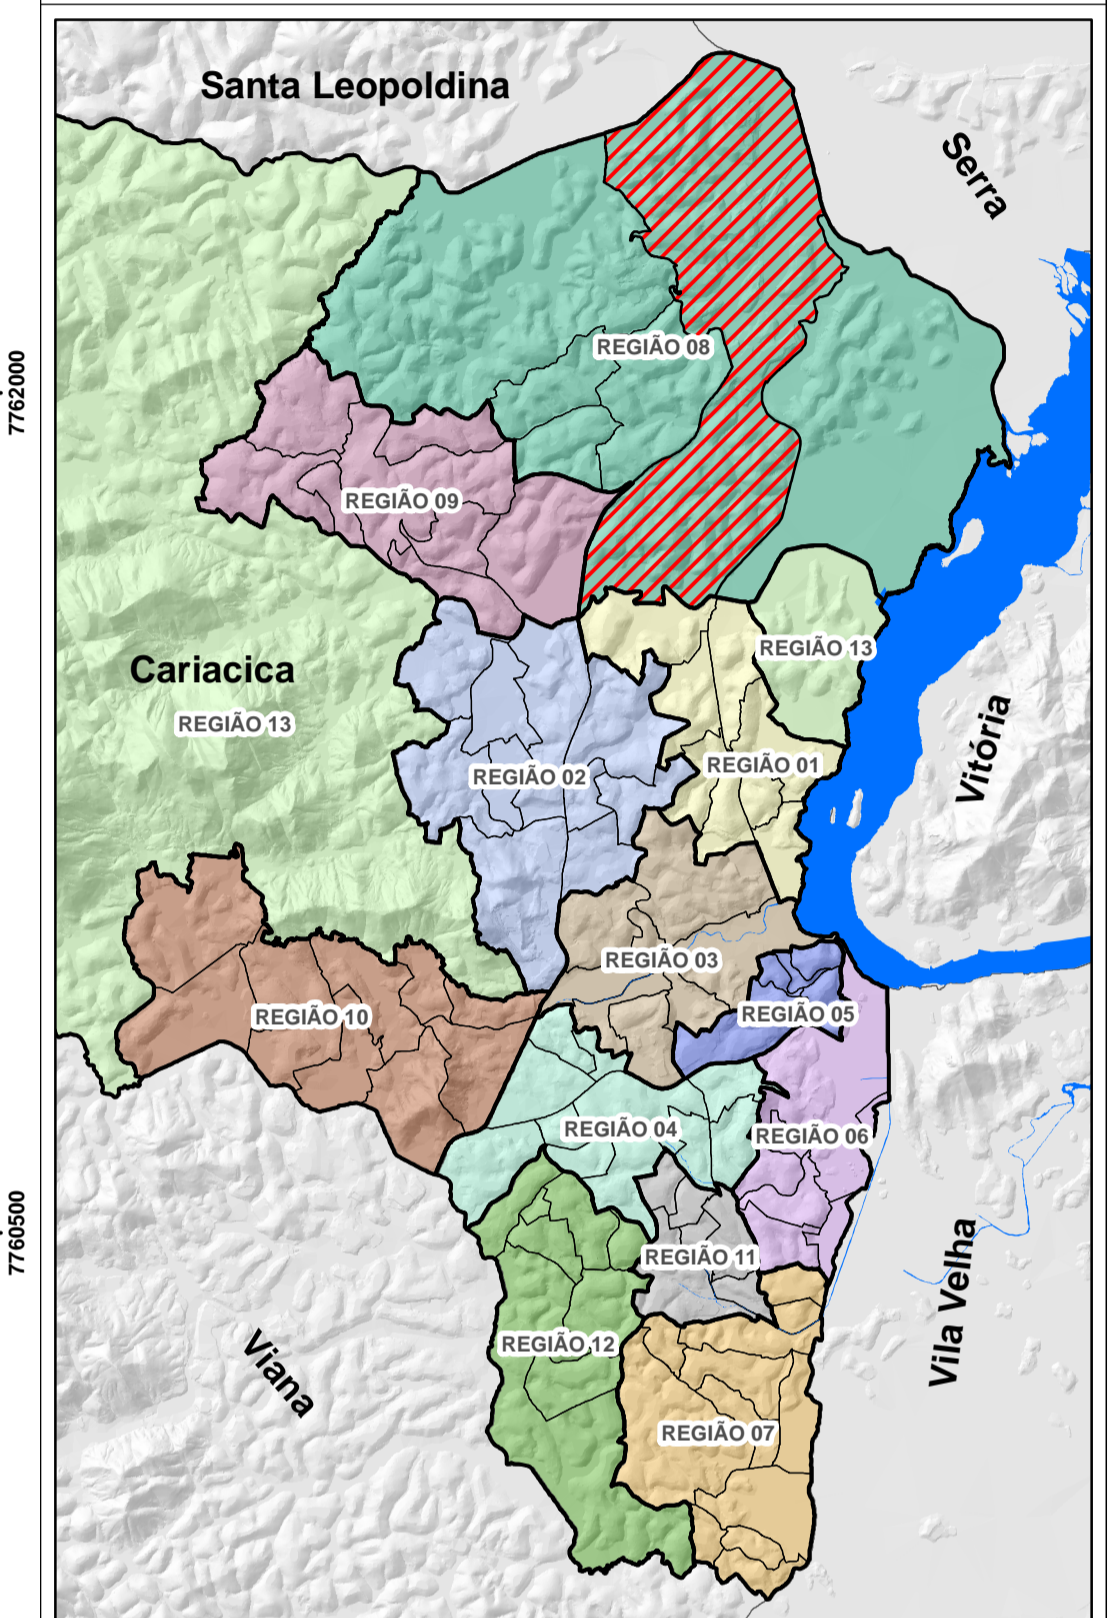 Santa Leopoldina
Serra
7762000
REGIÃO 08
REGIÃO 09
REGIÃO 13
Cariacica
REGIÃO 13
Vitória
REGIÃO 02
REGIÃO 01
REGIÃO 03
REGIÃO 10
REGIÃO 05
REGIÃO 04
REGIÃO 06
7760500
REGIÃO 11
Vila Velha
REGIÃO 12
Viana
REGIÃO 07